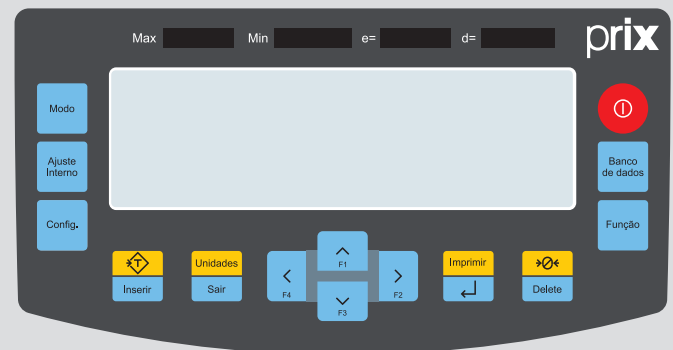 Max Min e= d= prix
Modo
Ajuste
Interno
Config.
Banco
de dados
Função
T
Inserir
Unidades
Sair
F1
F4
F2
F3
Imprimir
Delete